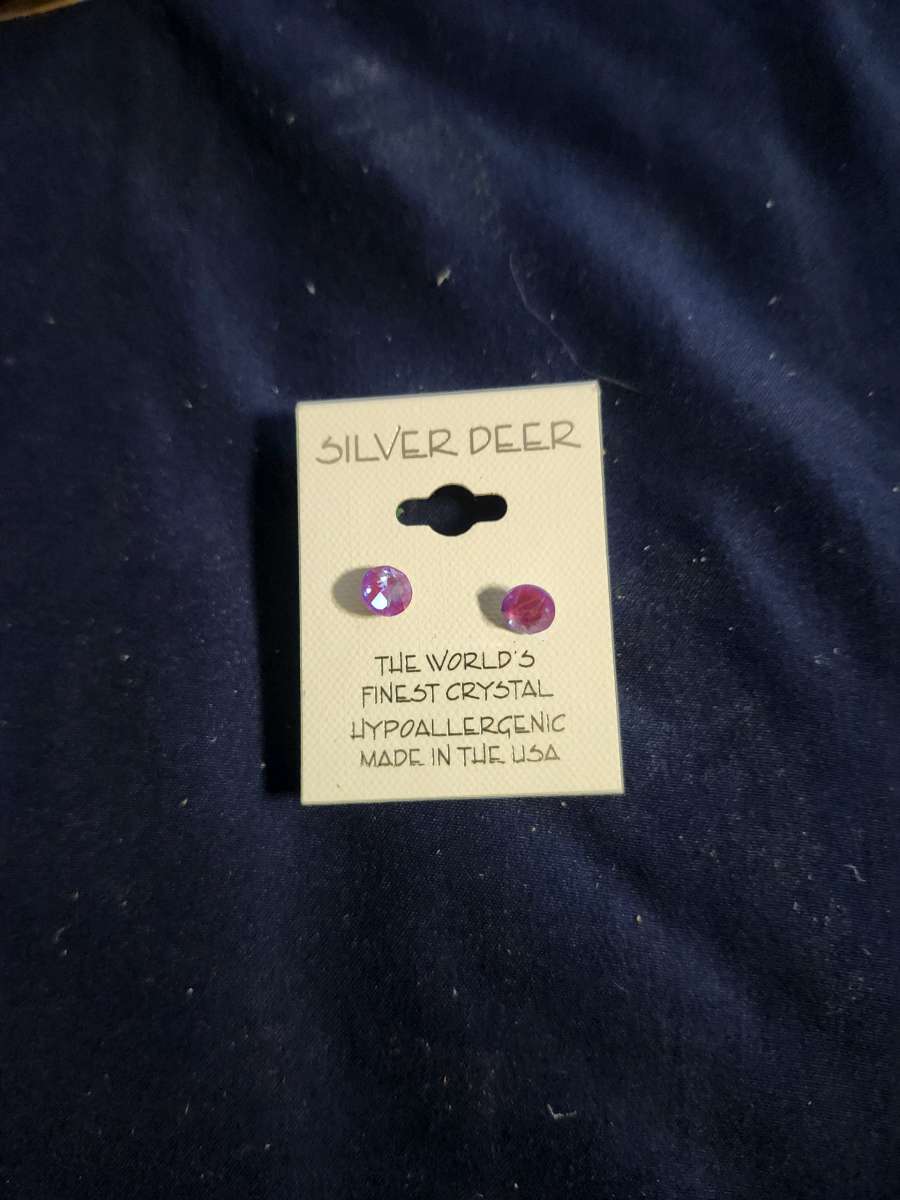 SILVER DEER
THE WORLD'S
FINEST CRYSTAL
HYPOALLERGENIC
MADE IN THE USA